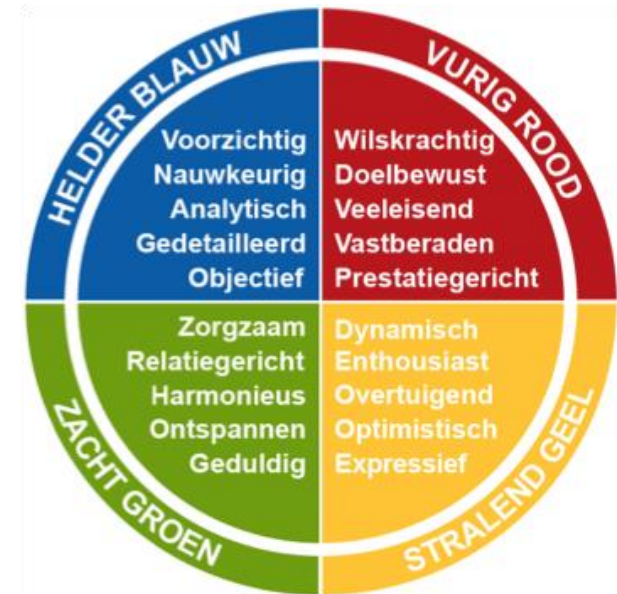 HELDER BLAUW
Voorzichtig
Nauwkeurig
Analytisch
Gedetailleerd
Objectief
VURIG ROOD
Wilskrachtig
Doelbewust
Veeleisend
Vastberaden
Prestatiegericht
ZACHT GROEN
Zorgzaam
Relatiegericht
Harmonieus
Ontspannen
Geduldig
STRALEND GEEL
Dynamisch
Enthousiast
Overtuigend
Optimistisch
Expressief